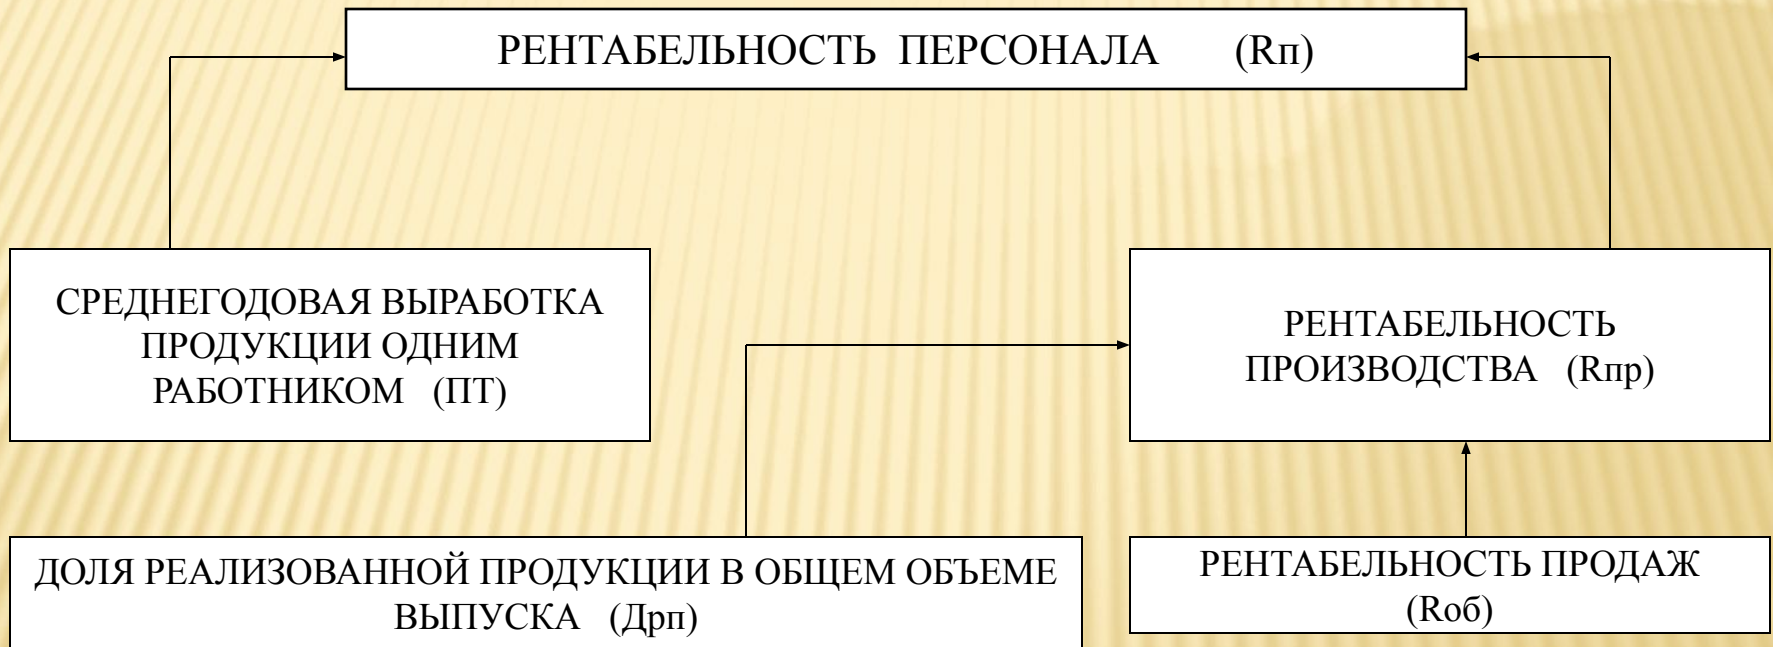 РЕНТАБЕЛЬНОСТЬ ПЕРСОНАЛА (Rп)
СРЕДНЕГОДОВАЯ ВЫРАБОТКА
ПРОДУКЦИИ ОДНИМ
РАБОТНИКОМ (ПТ)
РЕНТАБЕЛЬНОСТЬ
ПРОИЗВОДСТВА (Rпр)
ДОЛЯ РЕАЛИЗОВАННОЙ ПРОДУКЦИИ В ОБЩЕМ ОБЪЕМЕ
ВЫПУСКА (Дрп)
РЕНТАБЕЛЬНОСТЬ ПРОДАЖ
(Rоб)